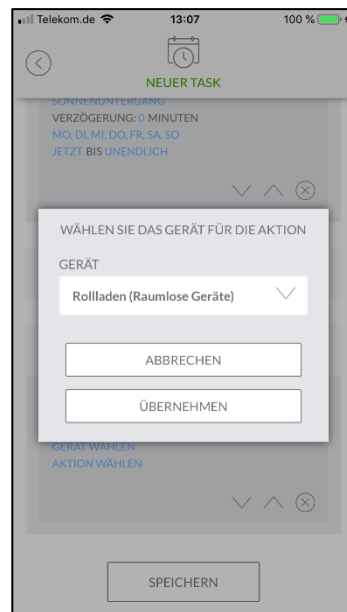 Telekom.de 13:07 100 %
NEUER TASK
SONNENUNTERGANG
VERZÖGERUNG: 0 MINUTEN
MO, DI, MI, DO, FR, SA, SO
JETZT BIS UNENDLICH
WÄHLEN SIE DAS GERÄT FÜR DIE AKTION
GERÄT
Rollladen (Raumlose Geräte)
ABBRECHEN
ÜBERNEHMEN
GERÄT WÄHLEN
AKTION WÄHLEN
SPEICHERN